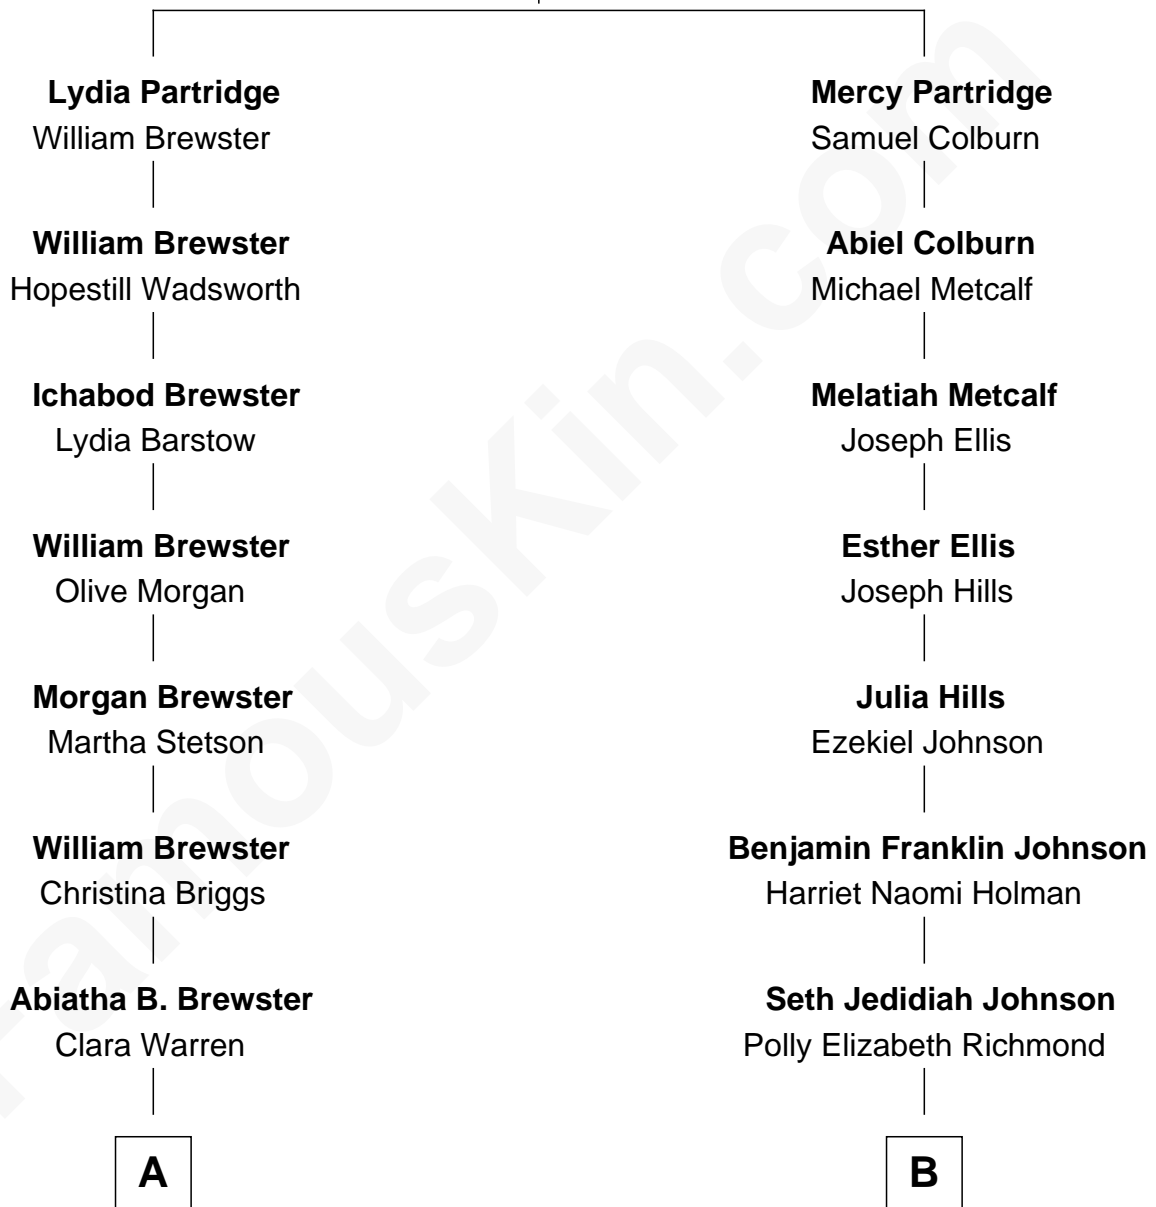 Lydia Partridge
William Brewster
Mercy Partridge
Samuel Colburn
William Brewster
Hopestill Wadsworth
Abiel Colburn
Michael Metcalf
Ichabod Brewster
Lydia Barstow
Melatiah Metcalf
Joseph Ellis
William Brewster
Olive Morgan
Esther Ellis
Joseph Hills
Morgan Brewster
Martha Stetson
Julia Hills
Ezekiel Johnson
William Brewster
Christina Briggs
Benjamin Franklin Johnson
Harriet Naomi Holman
Abiatha B. Brewster
Clara Warren
Seth Jedidiah Johnson
Polly Elizabeth Richmond
A
B
FamousKin.com